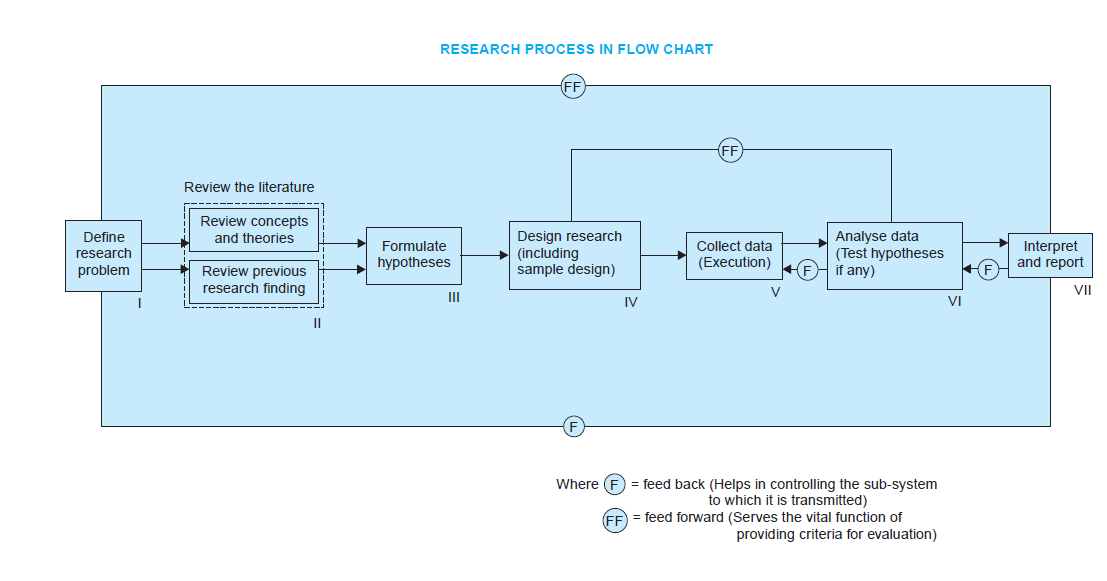 RESEARCH PROCESS IN FLOW CHART
FF
FF
Review the literature
Define
research
problem
I
Review concepts
and theories
Review previous
research finding
II
Formulate
hypotheses
III
Design research
(including
sample design)
IV
Collect data
(Execution)
V
F
Analyse data
(Test hypotheses
if any)
VI
F
Interpret
and report
VII
F
Where F = feed back (Helps in controlling the sub-system
to which it is transmitted)
FF = feed forward (Serves the vital function of
providing criteria for evaluation)